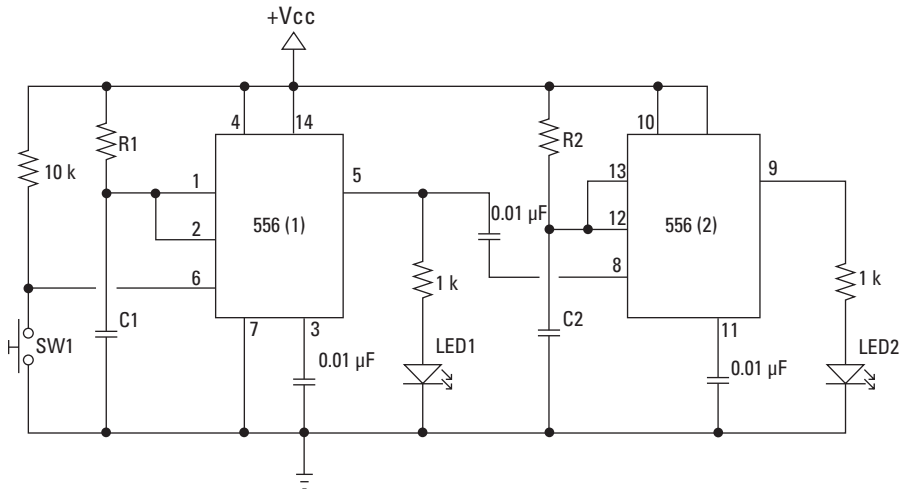 +Vcc
4
14
R1
10 k
1
2
6
556 (1)
5
7
3
C1
SW1
0.01 µF
1 k
LED1
0.01 µF
R2
10
13
12
8
556 (2)
9
11
C2
0.01 µF
1 k
LED2